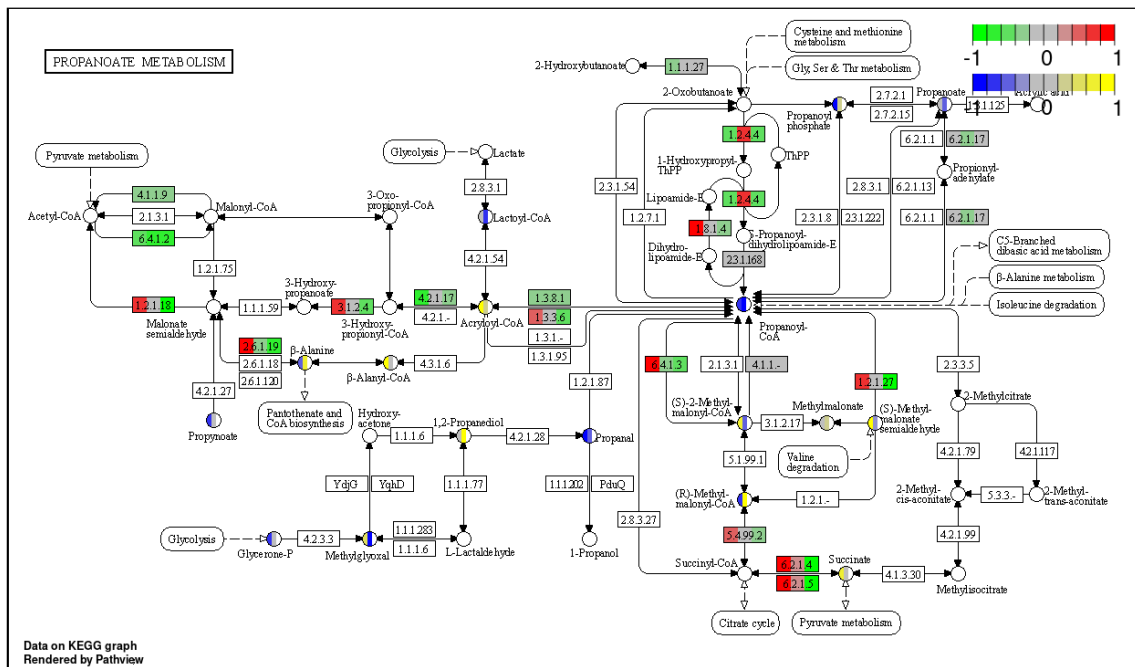 PROPANOATE METABOLISM
-1 0 1
-1 0 1
Cysteine and methionine
metabolism
Gly, Ser & Thr metabolism
2-Hydroxybutanoate
1.1.1.27
2-Oxobutanoate
Propanoyl
phosphate
2.7.2.1
2.7.2.15
Propanoate
1.3.1.125
Acrylic acid
1.2.4.4
6.2.1.1
6.2.1.17
ThPP
1-Hydroxypropyl-
ThPP
Propionyl-
adenylate
2.3.1.54
2.8.3.1
6.2.1.13
Lipoamide-E
1.2.4.4
1.2.7.1
2.3.1.8
2.3.1.222
6.2.1.1
6.2.1.17
1.8.1.4
S-Propanoyl-
dihydrolipoamide-E
Dihydro-
lipoamide-E
2.3.1.168
C5-Branched
dibasic acid metabolism
β-Alanine metabolism
Isoleucine degradation
Propanoyl-
CoA
Pyruvate metabolism
Glycolysis
Lactate
4.1.1.9
Acetyl-CoA
2.1.3.1
Malonyl-CoA
6.4.1.2
3-Oxo-
propionyl-CoA
2.8.3.1
Lactoyl-CoA
4.2.1.54
1.2.1.75
3-Hydroxy-
propanoate
1.2.1.18
1.1.1.59
3.1.2.4
4.2.1.17
4.2.1.-
1.3.8.1
1.3.3.6
1.3.1.-
1.3.1.95
Malonate
semialdehyde
3-Hydroxy-
propionyl-CoA
Acryloyl-CoA
2.6.1.19
2.6.1.18
2.6.1.120
β-Alanine
β-Alanyl-CoA
4.3.1.6
4.2.1.27
1.2.1.87
Propynoate
Pantothenate and
CoA biosynthesis
Hydroxy-
acetone
1.1.1.6
1,2-Propanediol
4.2.1.28
Propanal
YdjG
YqhD
1.1.1.77
1.1.1.202
PduQ
Glycolysis
Glycerone-P
4.2.3.3
Methylglyoxal
1.1.1.283
1.1.1.6
L-Lactaldehyde
1-Propanol
6.4.1.3
2.1.3.1
4.1.1.-
1.2.1.27
2.3.3.5
(S)-2-Methyl-
malonyl-CoA
3.1.2.17
Methylmalonate
(S)-Methyl-
malonate
semialdehyde
2-Methylcitrate
Valine
degradation
5.1.99.1
4.2.1.79
4.2.1.117
(R)-Methyl-
malonyl-CoA
1.2.1.-
2-Methyl-
cis-aconitate
5.3.3.-
2-Methyl-
trans-aconitate
2.8.3.27
5.4.99.2
4.2.1.99
Succinyl-CoA
6.2.1.4
6.2.1.5
Succinate
4.1.3.30
Methylisocitrate
Citrate cycle
Pyruvate metabolism
Data on KEGG graph
Rendered by Pathview